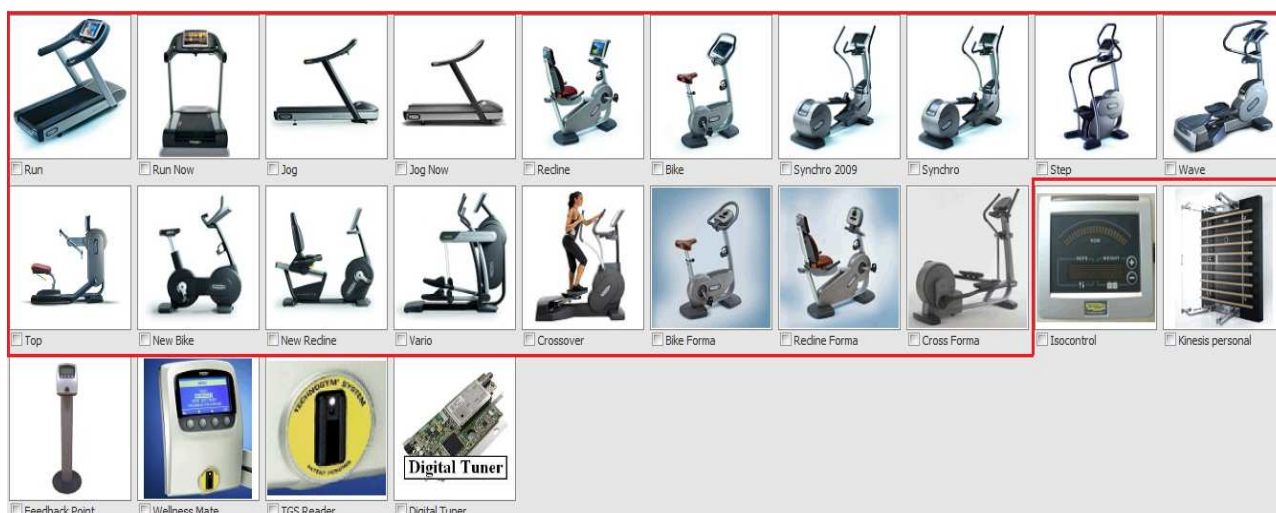 Run
Run Now
Jog
Jog Now
Recline
Bike
Synchro 2009
Synchro
Step
Wave
Top
New Bike
New Recline
Vario
Crossover
Bike Forma
Recline Forma
Cross Forma
Isocontrol
Kinesis personal
TECHNOGYM SYSTEM
Digital Tuner
Feedback Point
Wellness Mate
TGS Reader
Digital Tuner